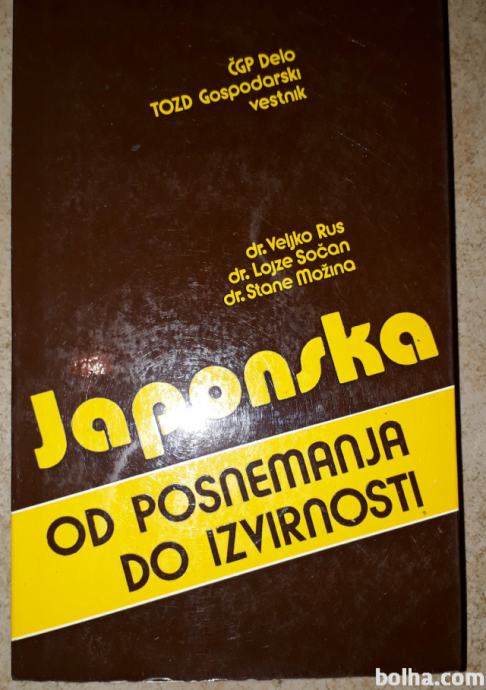 ČGP Delo
TOZD Gospodarski
vestnik
dr. Veljko Rus
dr. Lojze Sočan
dr. Stane Možina
Japonska
OD POSNEMANJA
DO IZVIRNOSTI
bolha.com